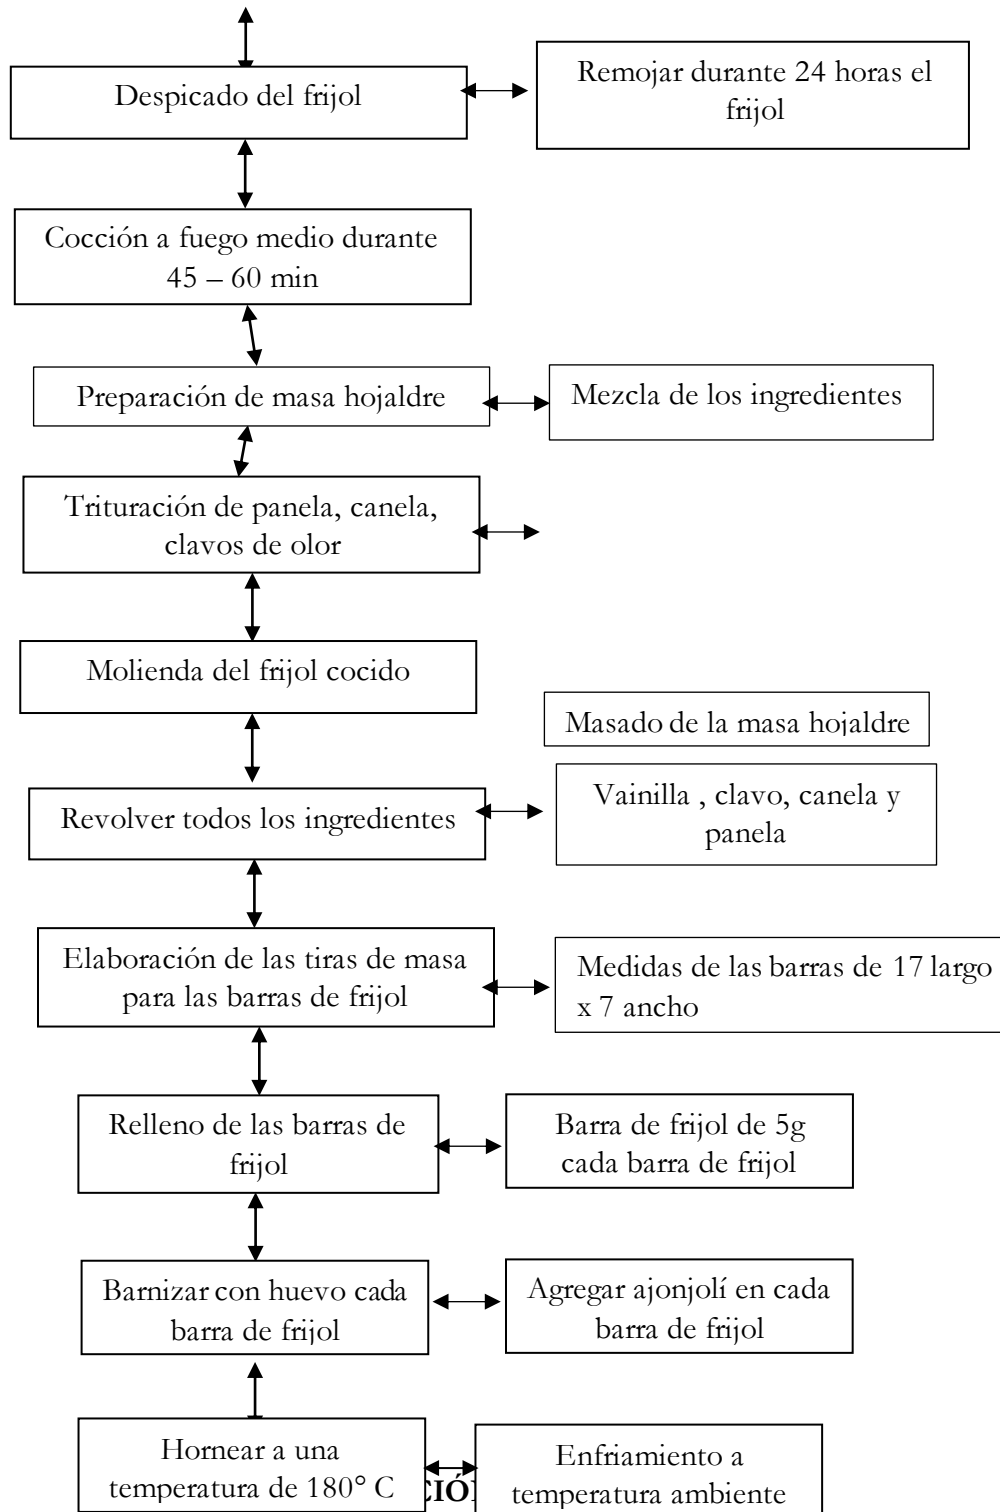 Despicado del frijol
Remojar durante 24 horas el
frijol
Cocción a fuego medio durante
45 – 60 min
Preparación de masa hojaldre
Mezcla de los ingredientes
Trituración de panela, canela,
clavos de olor
Molienda del frijol cocido
Masado de la masa hojaldre
Revolver todos los ingredientes
Vainilla , clavo, canela y
panela
Elaboración de las tiras de masa
para las barras de frijol
Medidas de las barras de 17 largo
x 7 ancho
Relleno de las barras de
frijol
Barra de frijol de 5g
cada barra de frijol
Barnizar con huevo cada
barra de frijol
Agregar ajonjolí en cada
barra de frijol
Hornear a una
temperatura de 180° C
Enfriamiento a
temperatura ambiente